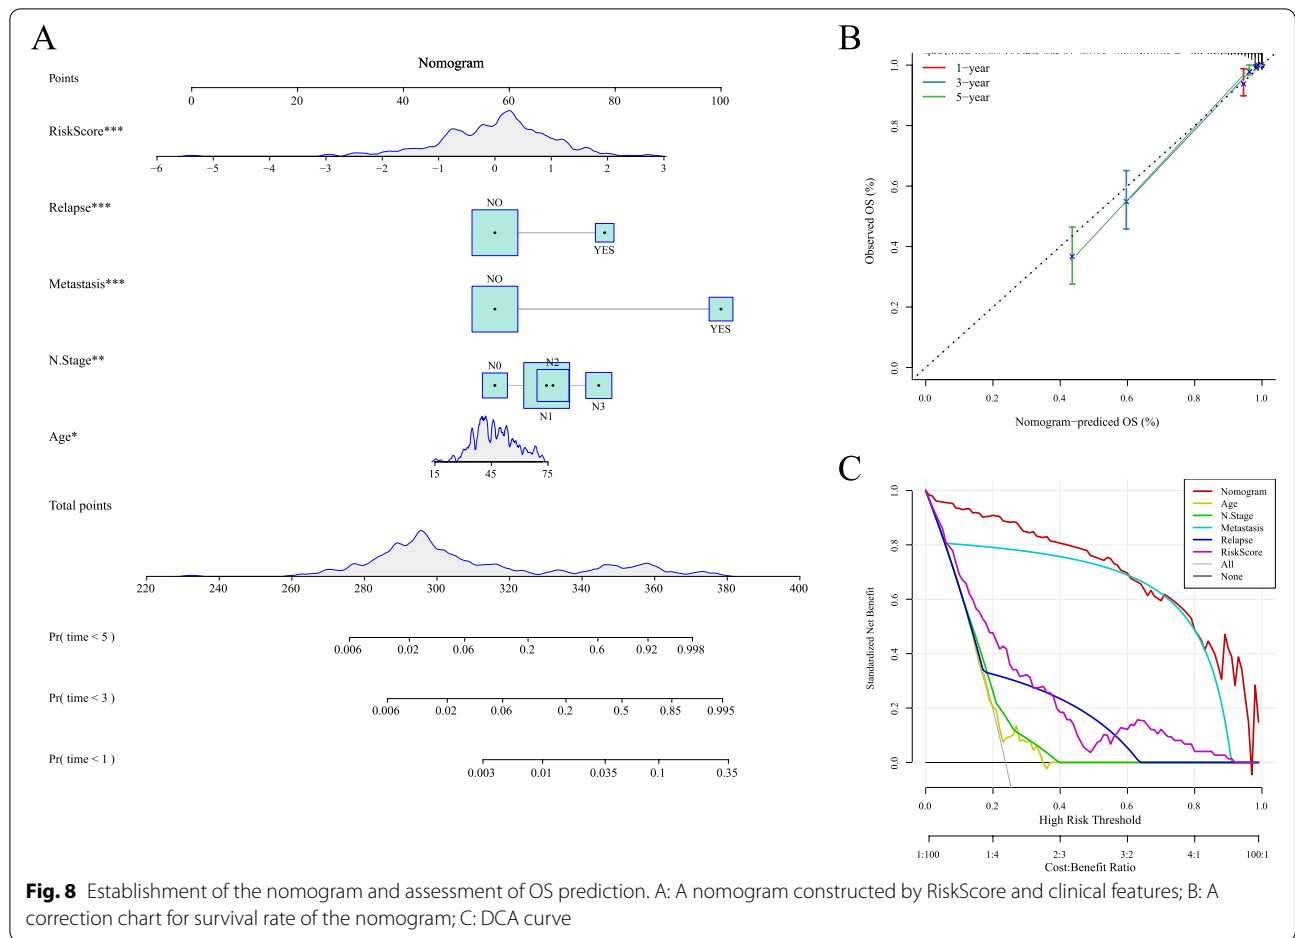 A
Nomogram
Points
0 20 40 60 80 100
RiskScore***
−6 −5 −4 −3 −2 −1 0 1 2 3
Relapse***
NO
YES
Metastasis***
NO
YES
N.Stage**
N0 N2
N1 N3
Age*
15 45 75
Total points
220 240 260 280 300 320 340 360 380 400
Pr( time < 5 )
0.006 0.02 0.06 0.2 0.6 0.92 0.998
Pr( time < 3 )
0.006 0.02 0.06 0.2 0.5 0.85 0.995
Pr( time < 1 )
0.003 0.01 0.035 0.1 0.35
B
1−year
3−year
5−year
Observed OS (%)
1.0
0.8
0.6
0.4
0.2
0.0
0.0 0.2 0.4 0.6 0.8 1.0
Nomogram−prediced OS (%)
C
Nomogram
Age
N.Stage
Metastasis
Relapse
RiskScore
All
None
Standardized Net Benefit
1.0
0.8
0.6
0.4
0.2
0.0
0.0 0.2 0.4 0.6 0.8 1.0
High Risk Threshold
1:100 1:4 2:3 3:2 4:1 100:1
Cost:Benefit Ratio
Fig. 8 Establishment of the nomogram and assessment of OS prediction. A: A nomogram constructed by RiskScore and clinical features; B: A
correction chart for survival rate of the nomogram; C: DCA curve